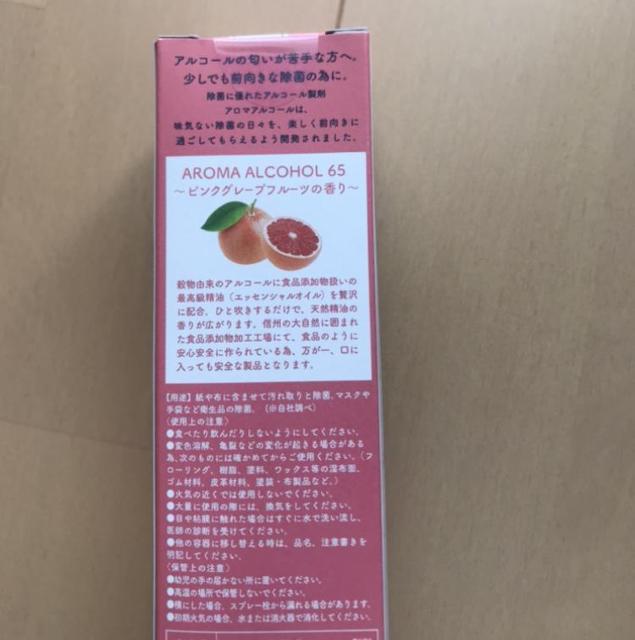 アルコールの匂いが苦手な方へ。
少しでも前向きな除菌の為に。
除菌に優れたアルコール製剤
アロマアルコールは、
味気ない除菌の日々を、楽しく前向きに
過ごしてもらえるよう開発されました。
AROMA ALCOHOL 65
～ピンクグレープフルーツの香り～
穀物由来のアルコールに食品添加物扱いの
最高級精油（エッセンシャルオイル）を贅沢
に配合。ひと吹きするだけで、天然精油の
香りが広がります。信州の大自然に囲まれ
た食品添加物加工工場にて、食品のように
安心安全に作られている為、万が一、口に
入っても安全な製品となります。
【用途】紙や布に含ませて汚れ取りと除菌。マスクや
手袋など衛生品の除菌。（※自社調べ）
〈使用上の注意〉
●食べたり飲んだりしないようにしてください。
●変色溶解、亀裂などの変化が起きる場合がある
為、次のものには確かめてからご使用ください。（フ
ローリング、樹脂、塗料、ワックス等の湿布面、
ゴム材料、皮革材料、塗装・布製品など。）
●火気の近くでは使用しないでください。
●大量に使用の際には、換気をしてください。
●目や粘膜に触れた場合はすぐに水で洗い流し、
医師の診断を受けてください。
●他の容器に移し替える時は、品名、注意書きを
明記してください。
〈保管上の注意〉
●幼児の手の届かない所に置いてください。
●高温の場所で保管しないでください。
●横にした場合、スプレー栓から漏れる場合があります。
●初期火気の場合、水または消火器で消化してください。